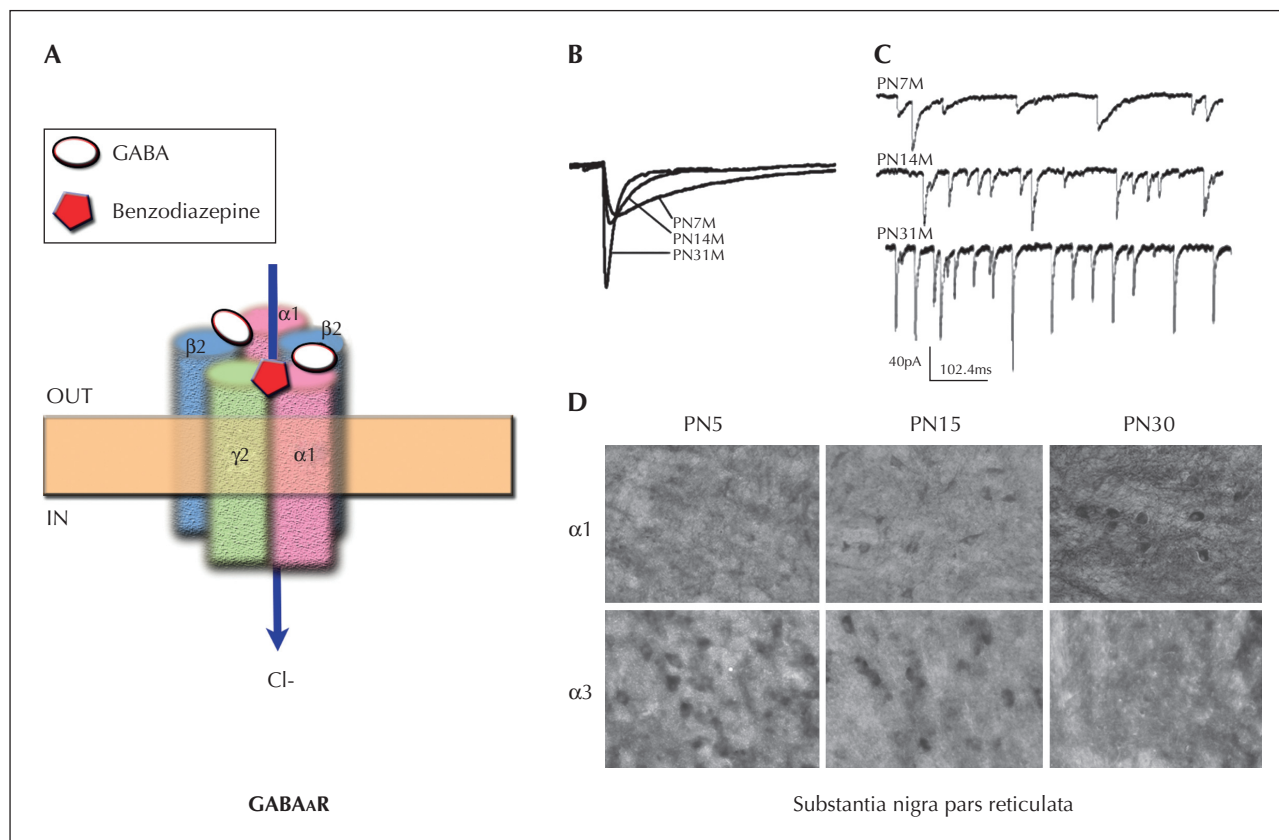 A
GABA
Benzodiazepine
α1
β2
β2
OUT
γ2
α1
IN
Cl-
GABAAR
B
PN7M
PN14M
PN31M
C
PN7M
PN14M
PN31M
40pA
102.4ms
D
PN5 PN15 PN30
α1
α3
Substantia nigra pars reticulata